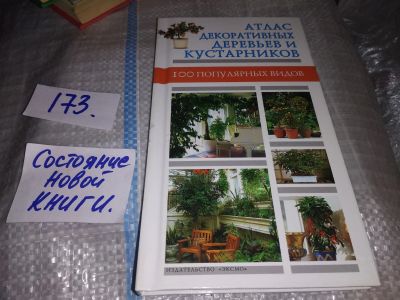 АТЛАС
ДЕКОРАТИВНЫХ
ДЕРЕВЬЕВ И
КУСТАРНИКОВ
100 ПОПУЛЯРНЫХ ВИДОВ
173.
Состояние
новой
книги.
ИЗДАТЕЛЬСТВО «ЭКСМО»